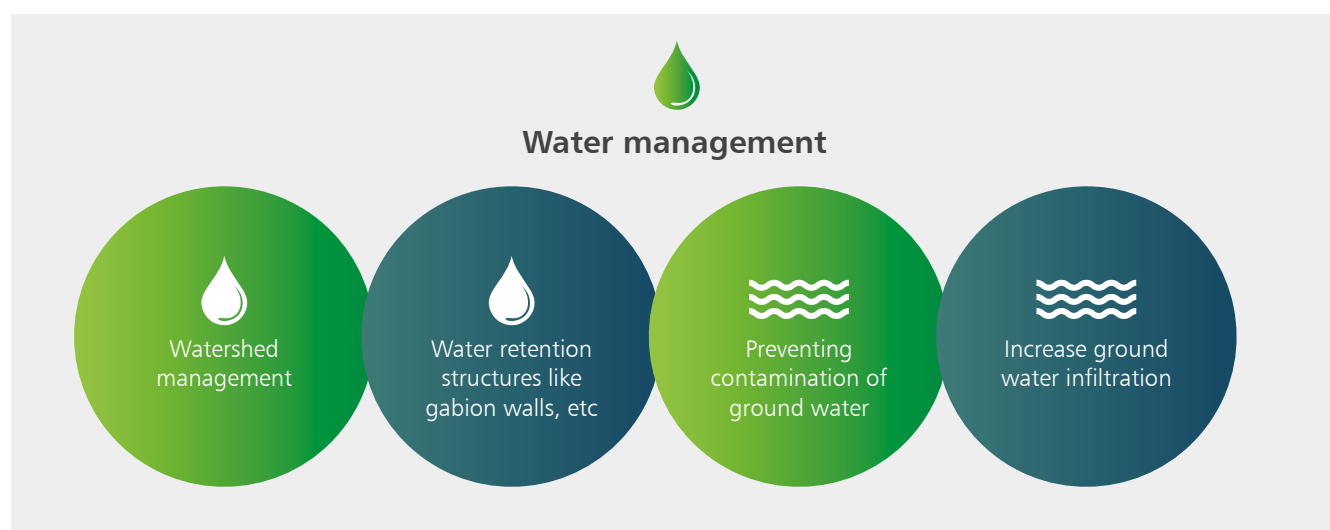 Water management
Watershed
management
Water retention
structures like
gabion walls, etc
Preventing
contamination of
ground water
Increase ground
water infiltration